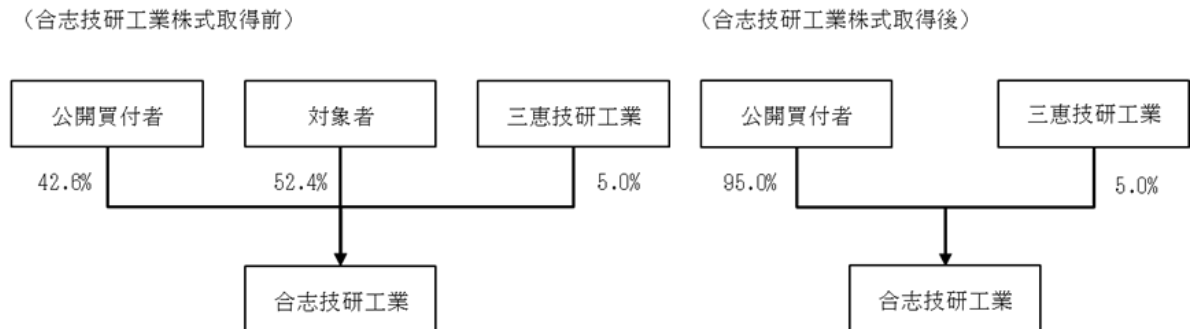 （合志技研工業株式取得前）
（合志技研工業株式取得後）
公開買付者
対象者
三恵技研工業
公開買付者
三恵技研工業
42.6%
52.4%
5.0%
95.0%
5.0%
合志技研工業
合志技研工業